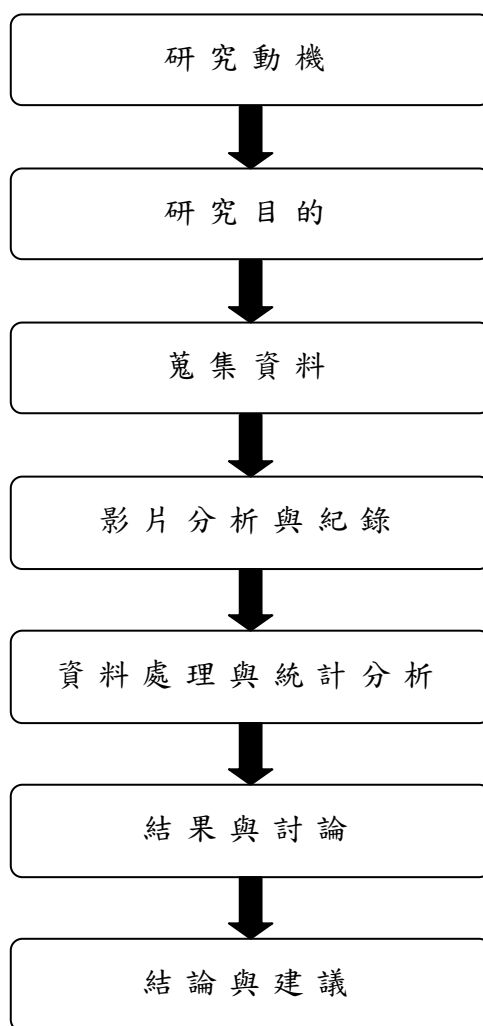 研究動機
研究目的
蒐集資料
影片分析與紀錄
資料處理與統計分析
結果與討論
結論與建議